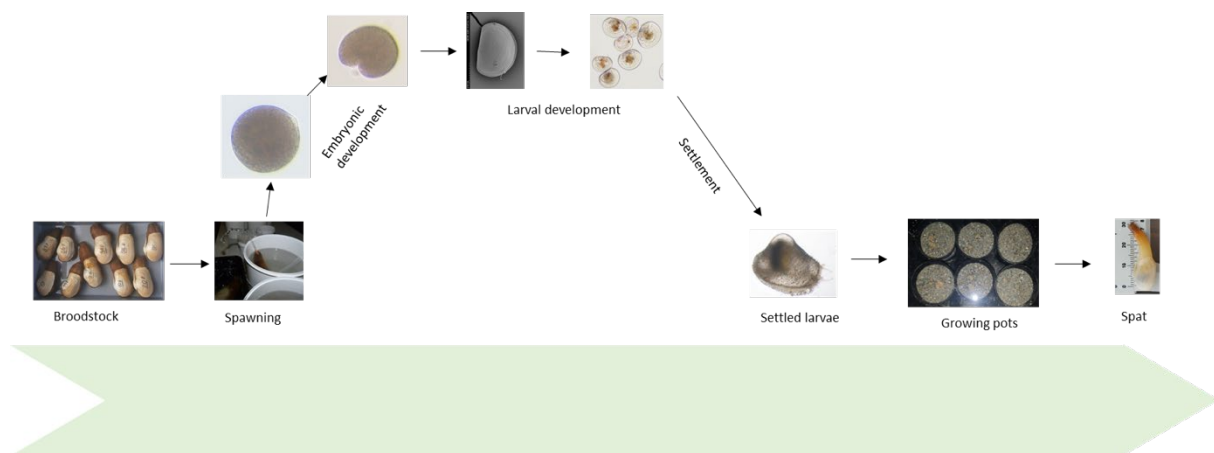 Broodstock
Spawning
Embryonic
development
Larval development
Settlement
Settled larvae
Growing pots
Spat